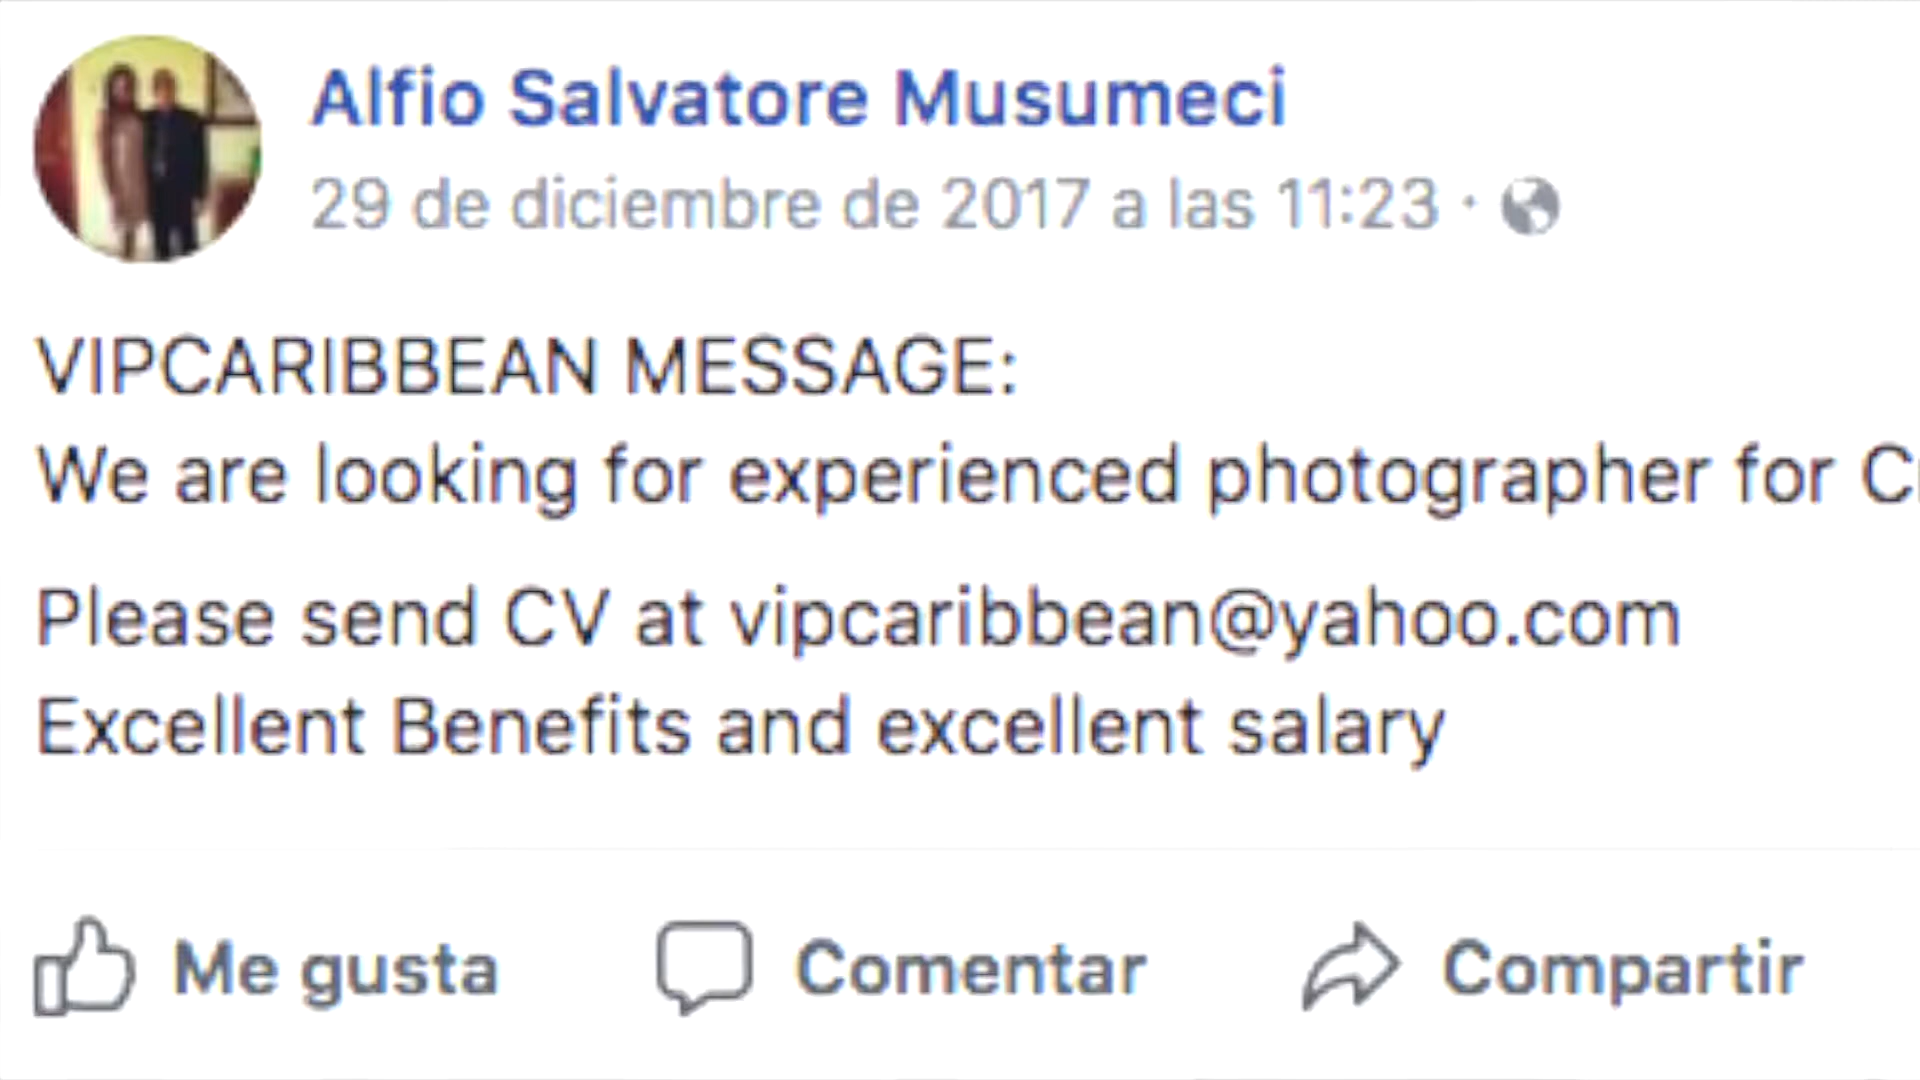 Alfio Salvatore Musumeci
29 de diciembre de 2017 a las 11:23 ·
VIPCARIBBEAN MESSAGE:
We are looking for experienced photographer for
Please send CV at vipcaribbean@yahoo.com
Excellent Benefits and excellent salary
Me gusta Comentar Compartir